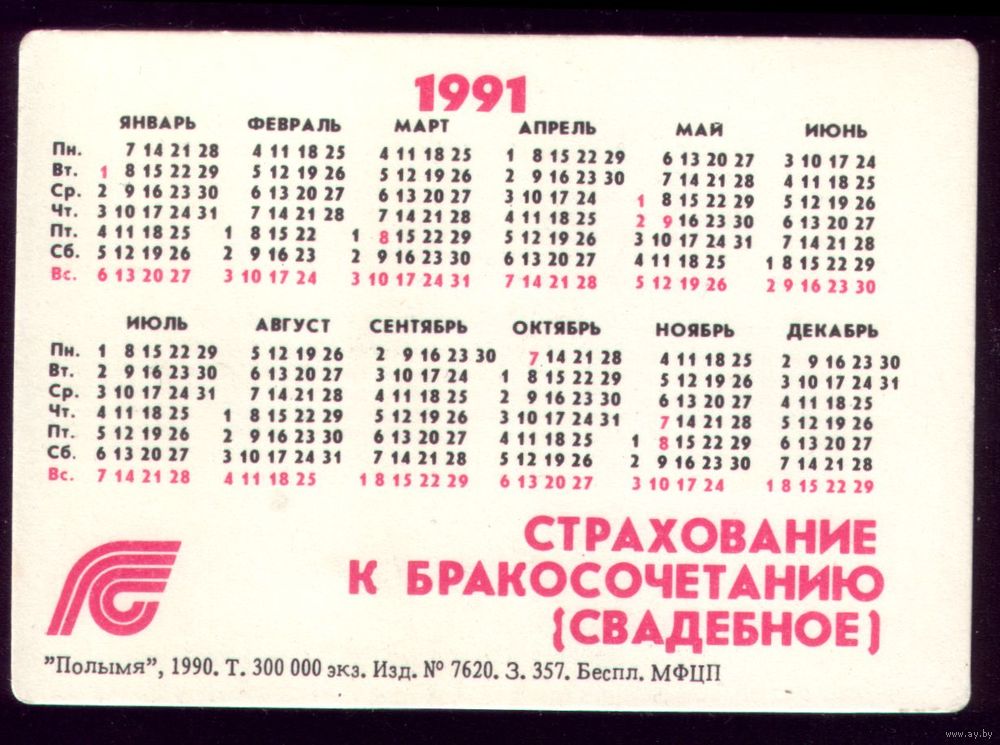 1991
ЯНВАРЬ ФЕВРАЛЬ МАРТ АПРЕЛЬ МАЙ ИЮНЬ
Пн. 7 14 21 28 4 11 18 25 4 11 18 25 1 8 15 22 29 6 13 20 27 3 10 17 24
Вт. 1 8 15 22 29 5 12 19 26 5 12 19 26 2 9 16 23 30 7 14 21 28 4 11 18 25
Ср. 2 9 16 23 30 6 13 20 27 6 13 20 27 3 10 17 24 1 8 15 22 29 5 12 19 26
Чт. 3 10 17 24 31 7 14 21 28 7 14 21 28 4 11 18 25 2 9 16 23 30 6 13 20 27
Пт. 4 11 18 25 1 8 15 22 1 8 15 22 29 5 12 19 26 3 10 17 24 31 7 14 21 28
Сб. 5 12 19 26 2 9 16 23 2 9 16 23 30 6 13 20 27 4 11 18 25 1 8 15 22 29
Вс. 6 13 20 27 3 10 17 24 3 10 17 24 31 7 14 21 28 5 12 19 26 2 9 16 23 30
ИЮЛЬ АВГУСТ СЕНТЯБРЬ ОКТЯБРЬ НОЯБРЬ ДЕКАБРЬ
Пн. 1 8 15 22 29 5 12 19 26 2 9 16 23 30 7 14 21 28 4 11 18 25 2 9 16 23 30
Вт. 2 9 16 23 30 6 13 20 27 3 10 17 24 1 8 15 22 29 5 12 19 26 3 10 17 24 31
Ср. 3 10 17 24 31 7 14 21 28 4 11 18 25 2 9 16 23 30 6 13 20 27 4 11 18 25
Чт. 4 11 18 25 1 8 15 22 29 5 12 19 26 3 10 17 24 31 7 14 21 28 5 12 19 26
Пт. 5 12 19 26 2 9 16 23 30 6 13 20 27 4 11 18 25 1 8 15 22 29 6 13 20 27
Сб. 6 13 20 27 3 10 17 24 31 7 14 21 28 5 12 19 26 2 9 16 23 30 7 14 21 28
Вс. 7 14 21 28 4 11 18 25 1 8 15 22 29 6 13 20 27 3 10 17 24 1 8 15 22 29
СТРАХОВАНИЕ
К БРАКОСОЧЕТАНИЮ
(СВАДЕБНОЕ)
"Полымя", 1990. Т. 300 000 экз. Изд. № 7620. З. 357. Беспл. МФЦП
www.ay.by